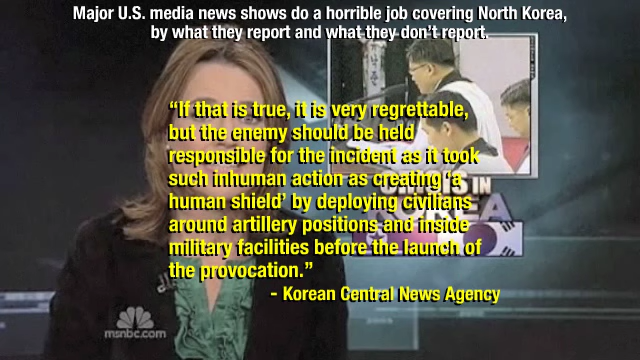 Major U.S. media news shows do a horrible job covering North Korea,
by what they report and what they don't report.
“If that is true, it is very regrettable,
but the enemy should be held
responsible for the incident as it took
such inhuman action as creating ‘a
human shield’ by deploying civilians
around artillery positions and inside
military facilities before the launch of
the provocation.”
- Korean Central News Agency
CRISIS IN
KOREA
msnbc.com